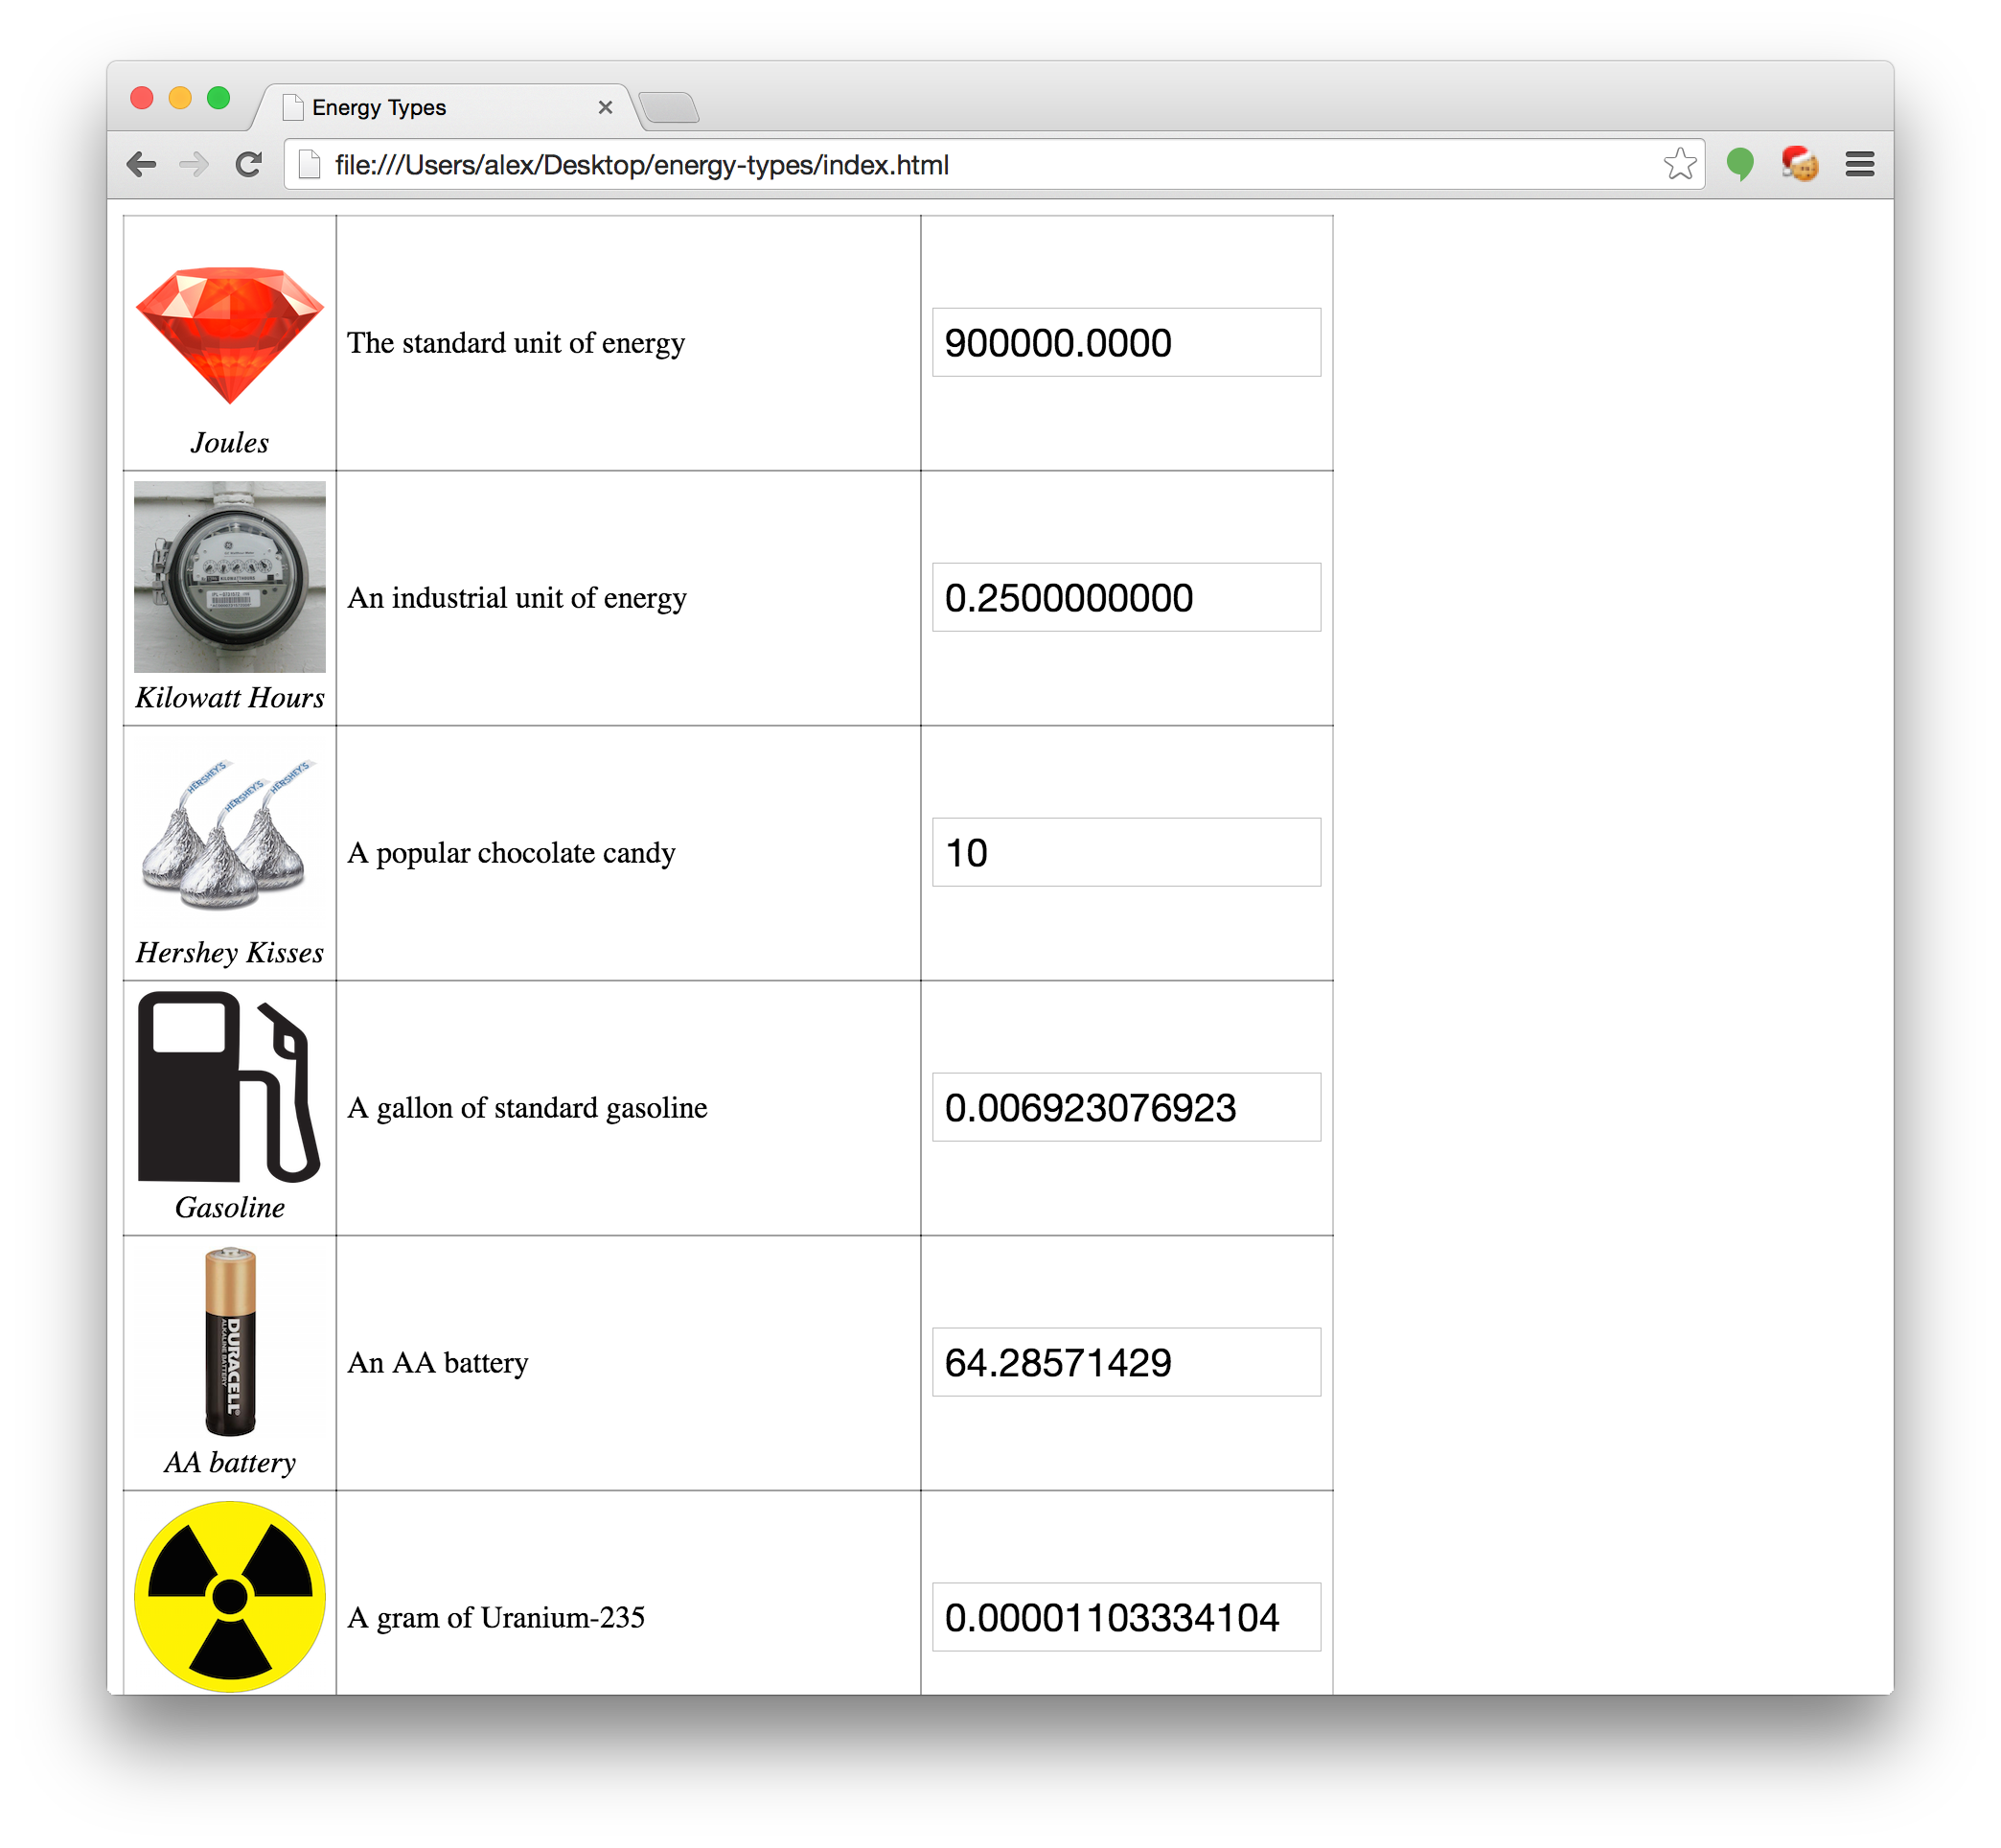 Energy Types
file:///Users/alex/Desktop/energy-types/index.html
The standard unit of energy
900000.0000
Joules
KILOWATTHOURS
An industrial unit of energy
0.2500000000
Kilowatt Hours
HERSHEY'S
HERSHEY'S
HERSHEY'S
A popular chocolate candy
10
Hershey Kisses
A gallon of standard gasoline
0.006923076923
Gasoline
DURACELL
ALKALINE BATTERY
An AA battery
64.28571429
AA battery
A gram of Uranium-235
0.00001103334104